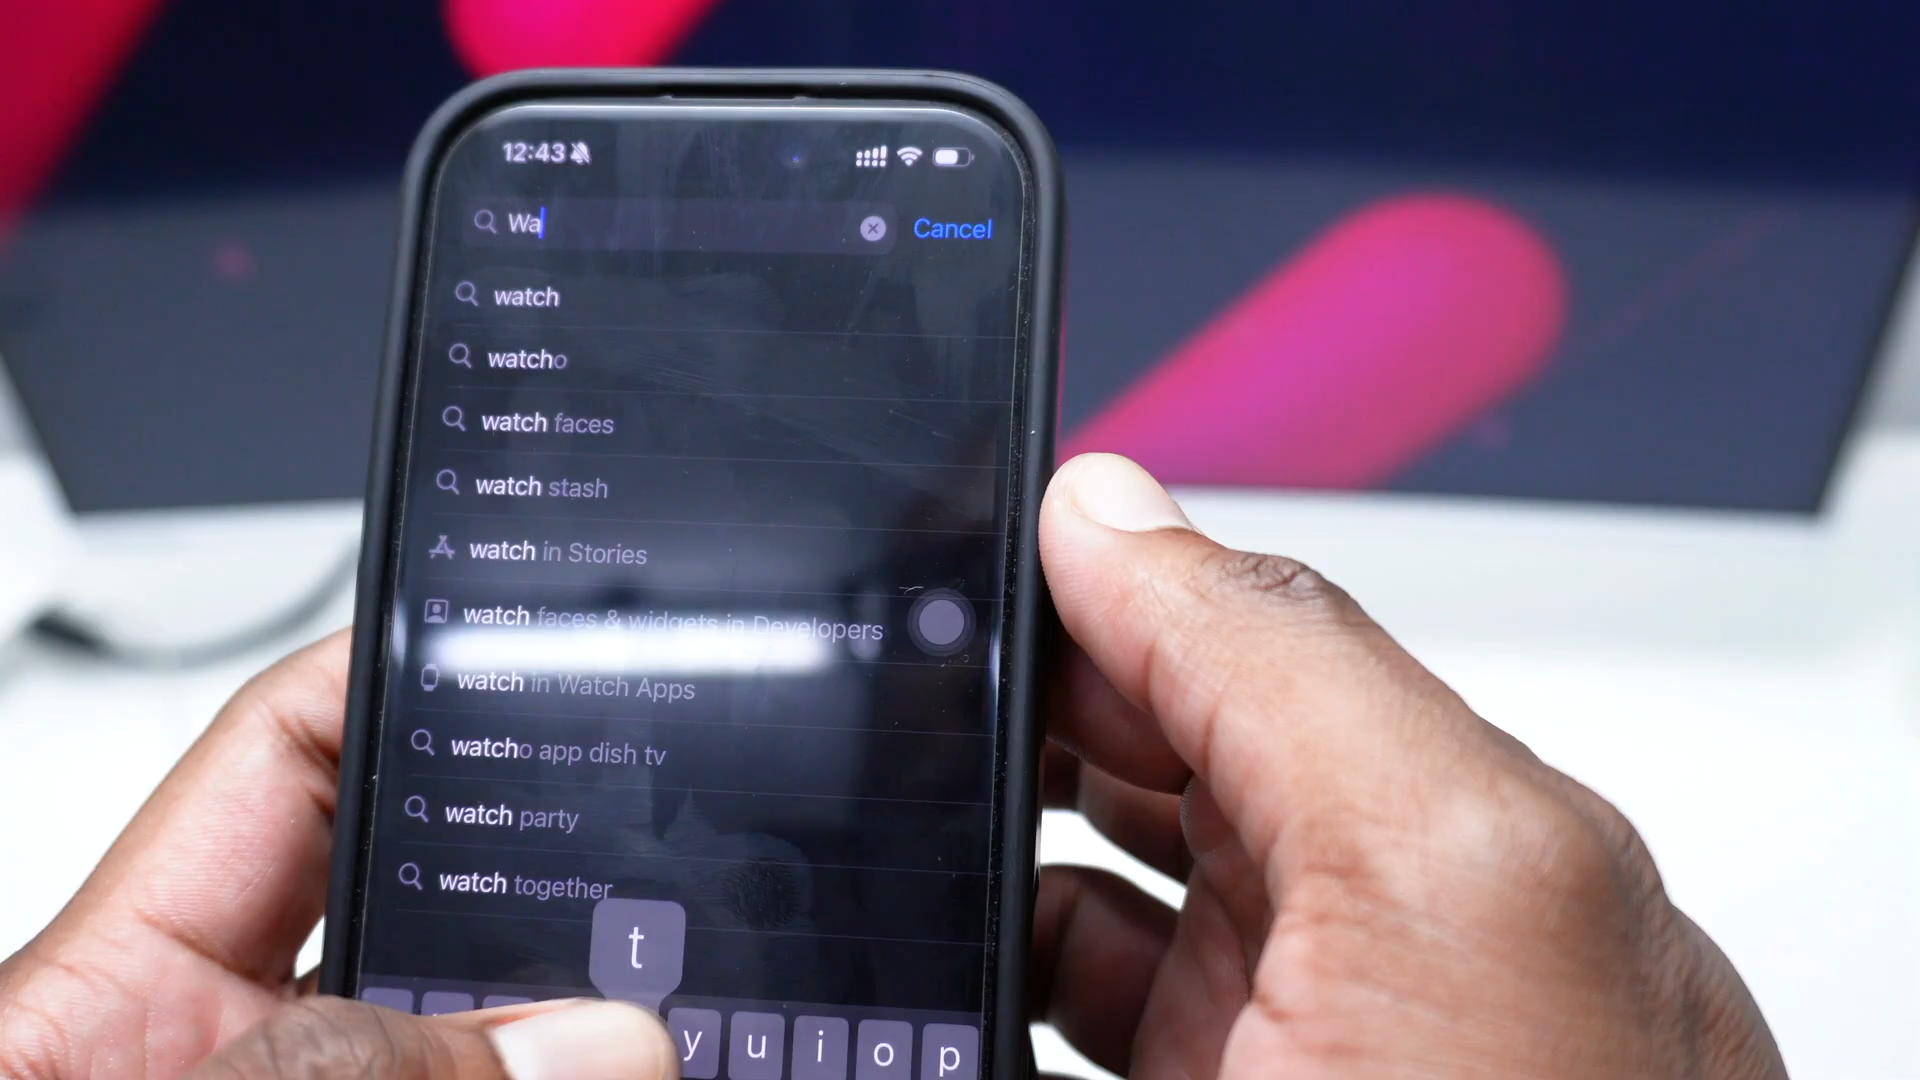 12:43
Wa
Cancel
watch
watcho
watch faces
watch stash
watch in Stories
watch faces & widgets in Developers
watch in Watch Apps
watcho app dish tv
watch party
watch together
t
y u i o p